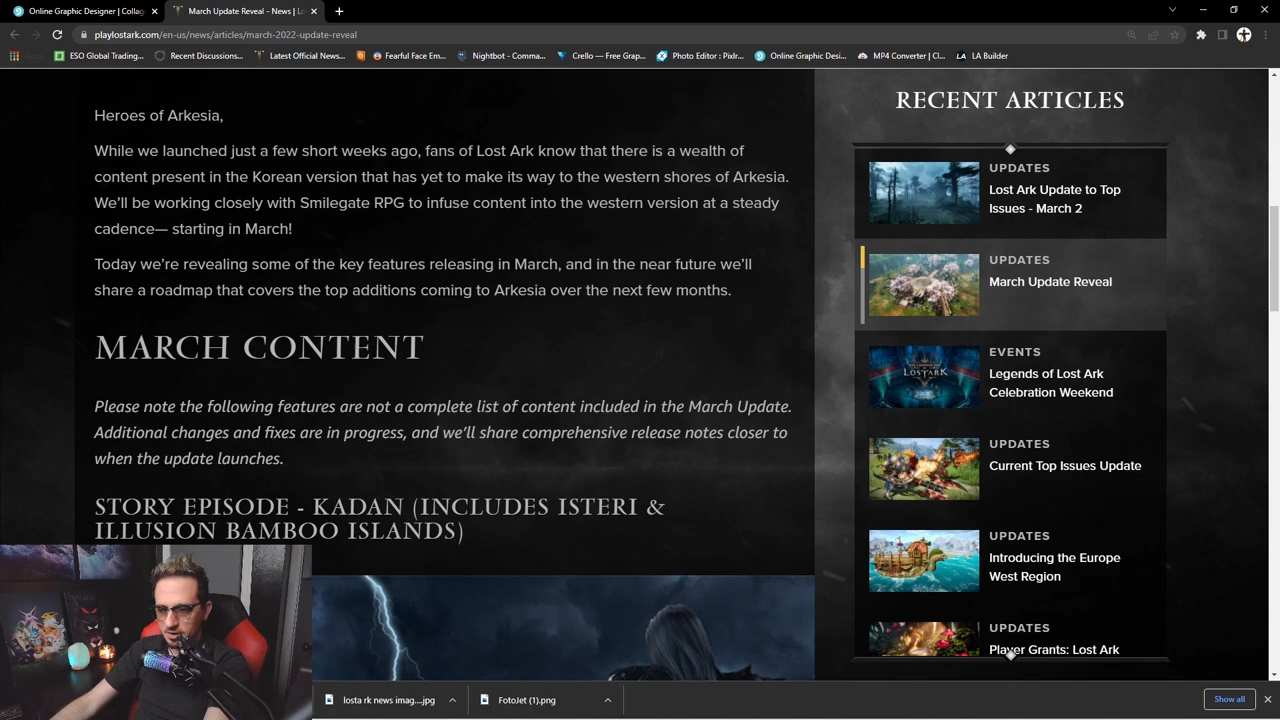 Online Graphic Designer | Collag
March Update Reveal - News | Lo
playlostark.com/en-us/news/articles/march-2022-update-reveal
ESO Global Trading...
Recent Discussions...
Latest Official News...
Fearful Face Em...
Nightbot - Comma...
Crello — Free Grap...
Photo Editor : Pixlr...
Online Graphic Desi...
MP4 Converter | Cl...
LA Builder
Heroes of Arkesia,
While we launched just a few short weeks ago, fans of Lost Ark know that there is a wealth of
content present in the Korean version that has yet to make its way to the western shores of Arkesia.
We’ll be working closely with Smilegate RPG to infuse content into the western version at a steady
cadence— starting in March!
Today we’re revealing some of the key features releasing in March, and in the near future we’ll
share a roadmap that covers the top additions coming to Arkesia over the next few months.
MARCH CONTENT
Please note the following features are not a complete list of content included in the March Update.
Additional changes and fixes are in progress, and we’ll share comprehensive release notes closer to
when the update launches.
STORY EPISODE - KADAN (INCLUDES ISTERI &
ILLUSION BAMBOO ISLANDS)
RECENT ARTICLES
UPDATES
Lost Ark Update to Top
Issues - March 2
UPDATES
March Update Reveal
EVENTS
Legends of Lost Ark
Celebration Weekend
LOSTARK
UPDATES
Current Top Issues Update
UPDATES
Introducing the Europe
West Region
UPDATES
Player Grants: Lost Ark
losta rk news imag....jpg
FotoJet (1).png
Show all